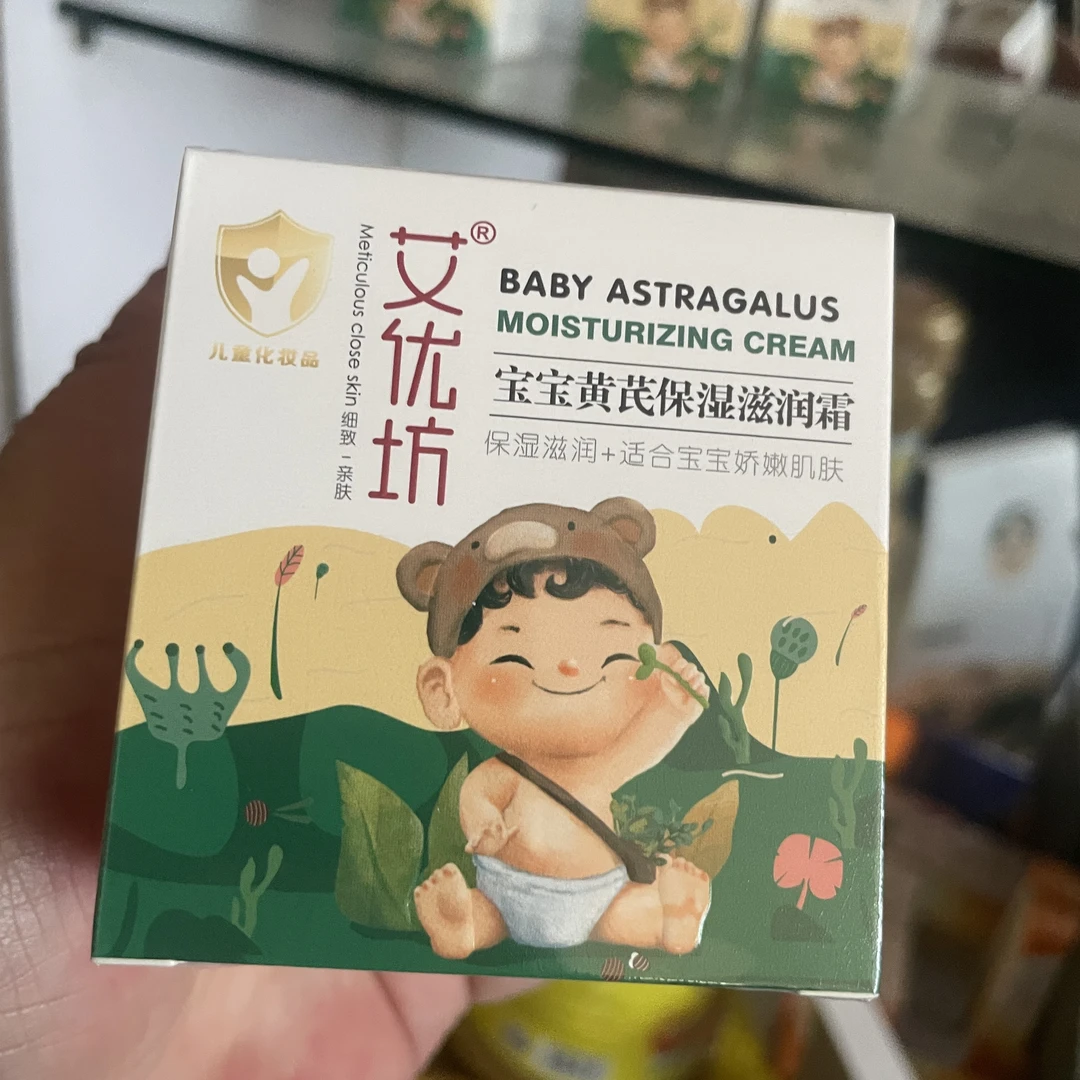 儿童化妆品
Meticulous close skin 细致-亲肤
艾优坊®
BABY ASTRAGALUS
MOISTURIZING CREAM
宝宝黄芪保湿滋润霜
保湿滋润+适合宝宝娇嫩肌肤